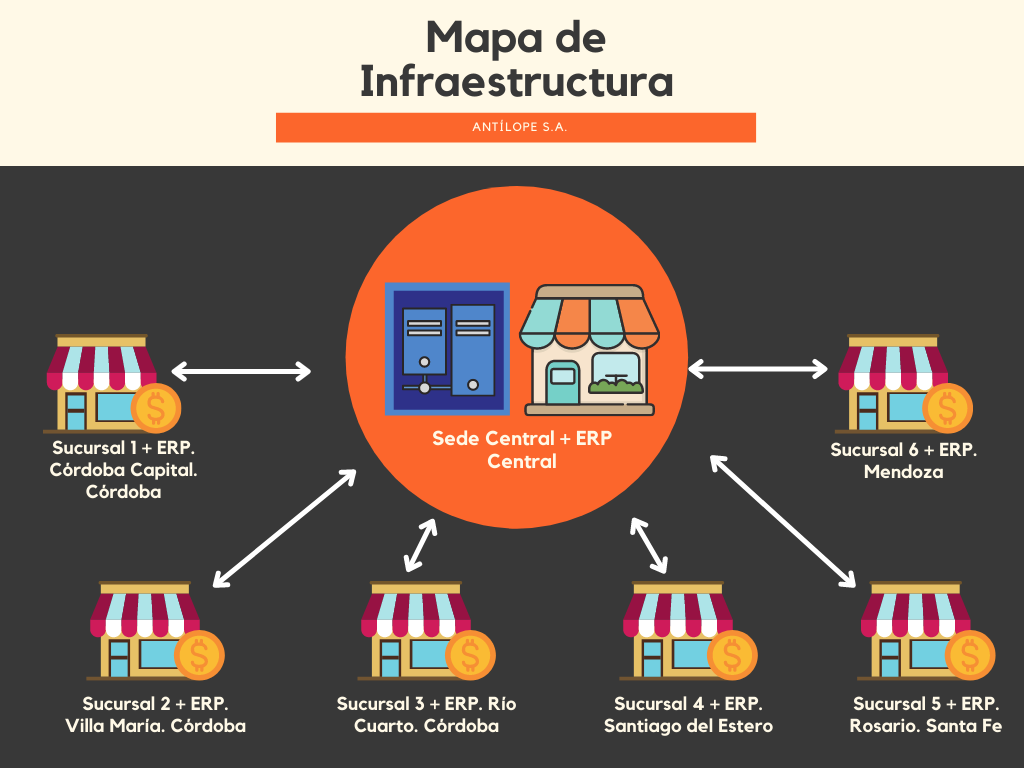 Mapa de
Infraestructura
ANTÍLOPE S.A.
Sede Central + ERP
Central
Sucursal 1 + ERP.
Córdoba Capital.
Córdoba
Sucursal 6 + ERP.
Mendoza
Sucursal 2 + ERP.
Villa María. Córdoba
Sucursal 3 + ERP. Río
Cuarto. Córdoba
Sucursal 4 + ERP.
Santiago del Estero
Sucursal 5 + ERP.
Rosario. Santa Fe